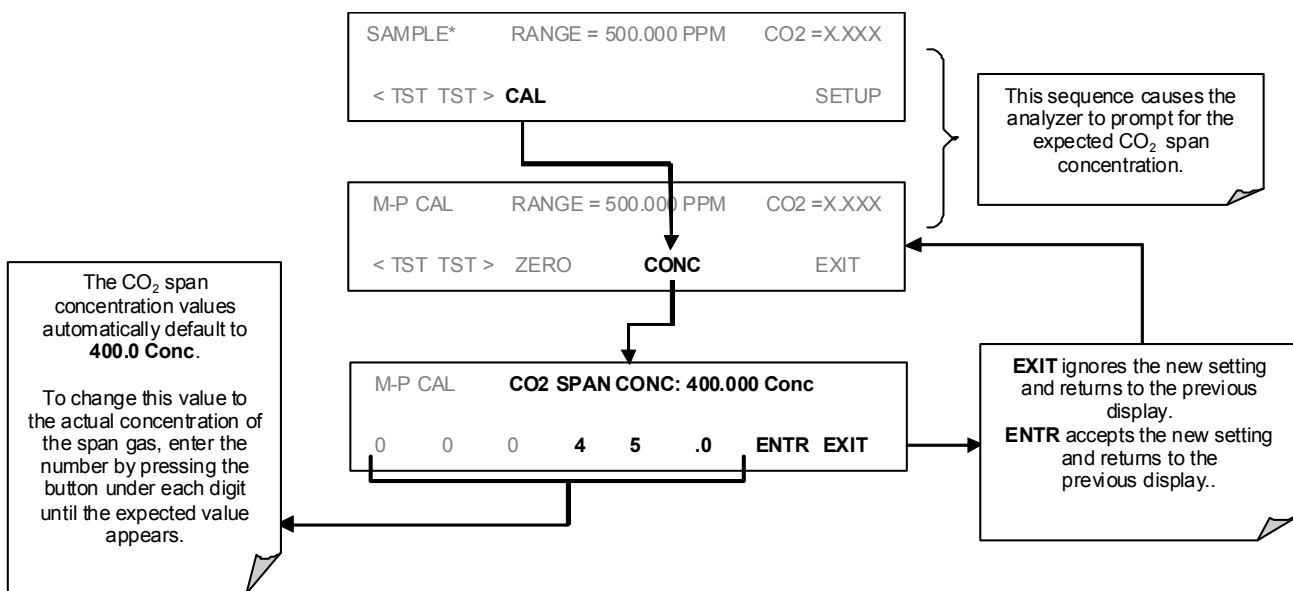 SAMPLE* RANGE = 500.000 PPM CO2 =X.XXX
< TST TST > CAL SETUP
This sequence causes the
analyzer to prompt for the
expected CO₂ span
concentration.
M-P CAL RANGE = 500.000 PPM CO2 =X.XXX
< TST TST > ZERO CONC EXIT
The CO₂ span
concentration values
automatically default to
400.0 Conc.
To change this value to
the actual concentration of
the span gas, enter the
number by pressing the
button under each digit
until the expected value
appears.
M-P CAL CO2 SPAN CONC: 400.000 Conc
0 0 0 4 5 .0 ENTR EXIT
EXIT ignores the new setting
and returns to the previous
display.
ENTR accepts the new setting
and returns to the
previous display..